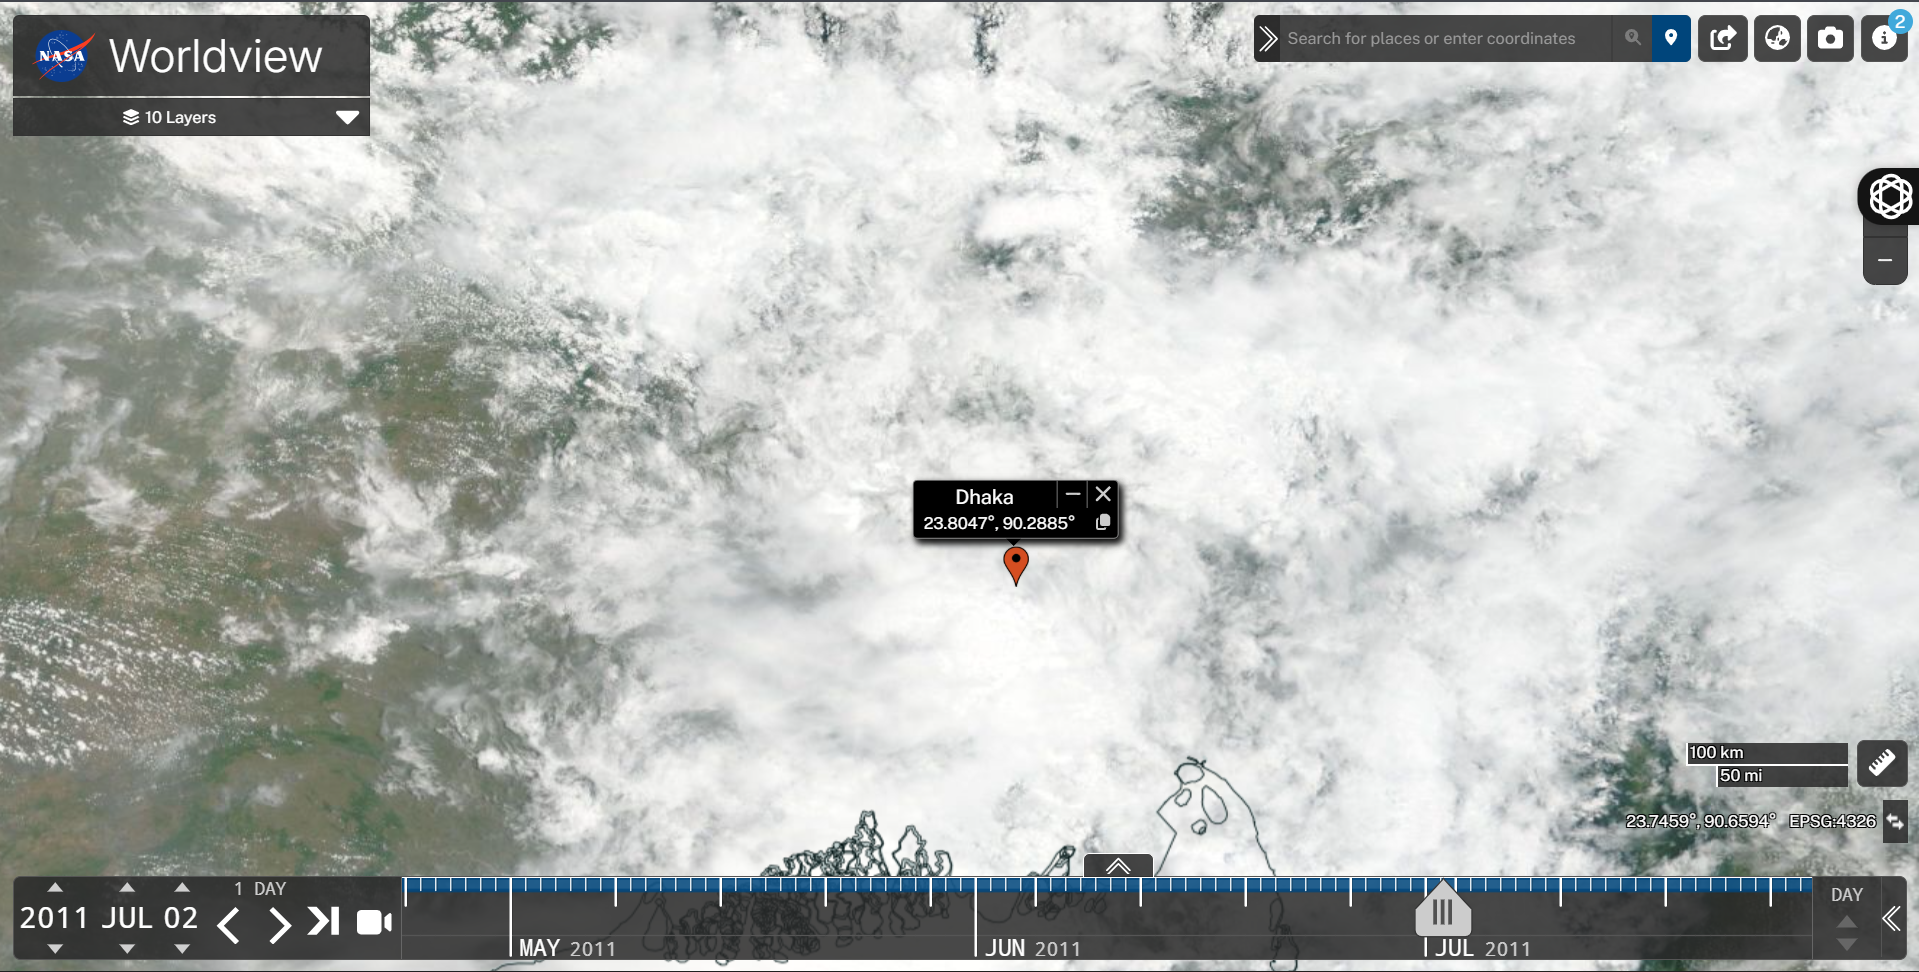 NASA Worldview
10 Layers
Search for places or enter coordinates
2
Dhaka
23.8047°, 90.2885°
100 km
50 mi
23.7459°, 90.6594° EPSG:4326
1 DAY
2011 JUL 02
MAY 2011
JUN 2011
JUL 2011
DAY